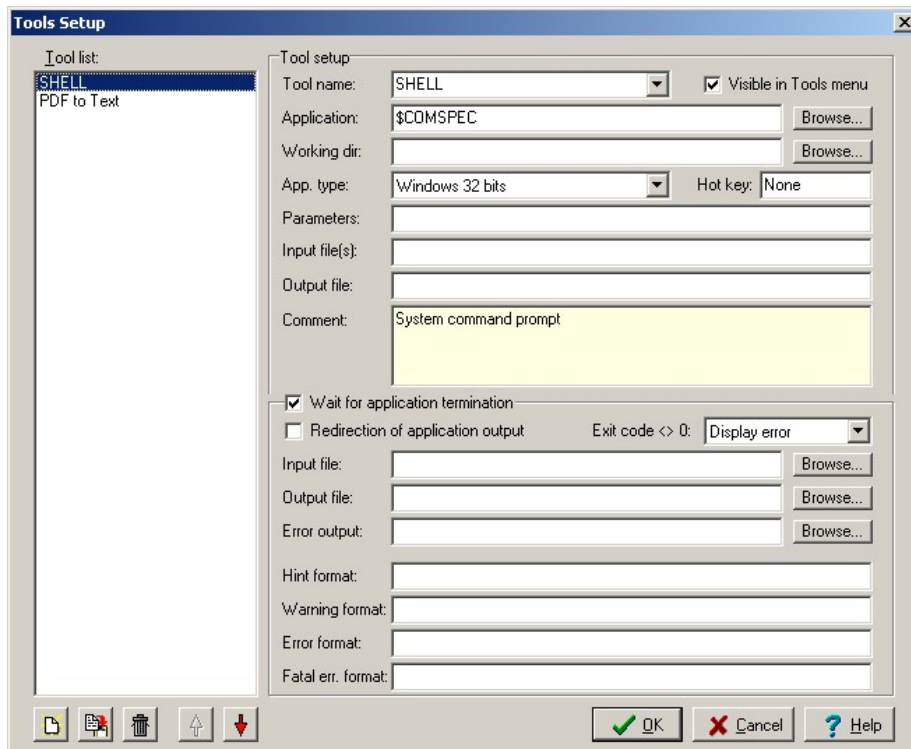 Tools Setup
Tool list:
SHELL
PDF to Text
Tool setup
Tool name: SHELL Visible in Tools menu
Application: $COMSPEC Browse...
Working dir: Browse...
App. type: Windows 32 bits Hot key: None
Parameters:
Input file(s):
Output file:
Comment: System command prompt
Wait for application termination
Redirection of application output Exit code <> 0: Display error
Input file: Browse...
Output file: Browse...
Error output: Browse...
Hint format:
Warning format:
Error format:
Fatal err. format:
OK Cancel Help